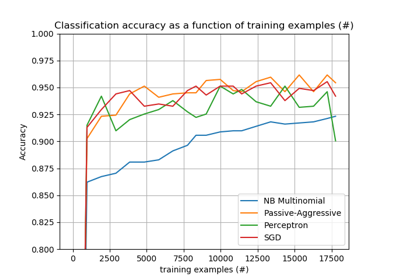 Classification accuracy as a function of training examples (#)
1.000
0.975
0.950
0.925
0.900
0.875
0.850
0.825
0.800
Accuracy
NB Multinomial
Passive-Aggressive
Perceptron
SGD
0 2500 5000 7500 10000 12500 15000 17500
training examples (#)